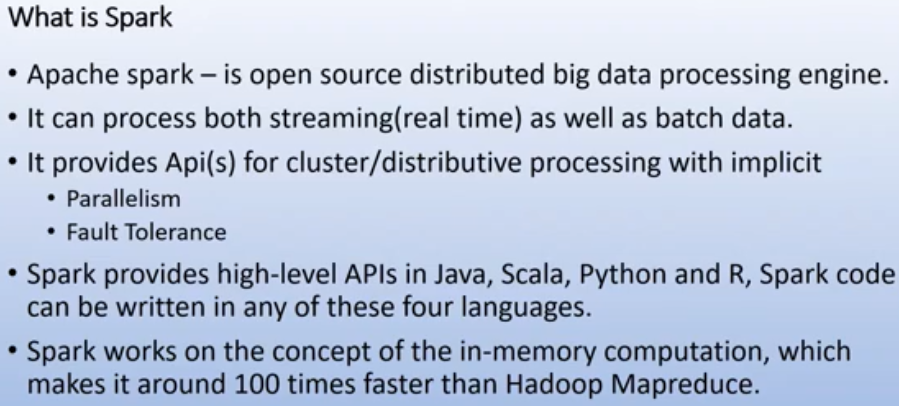 What is Spark
• Apache spark – is open source distributed big data processing engine.
• It can process both streaming(real time) as well as batch data.
• It provides Api(s) for cluster/distributive processing with implicit
• Parallelism
• Fault Tolerance
• Spark provides high-level APIs in Java, Scala, Python and R, Spark code
can be written in any of these four languages.
• Spark works on the concept of the in-memory computation, which
makes it around 100 times faster than Hadoop Mapreduce.